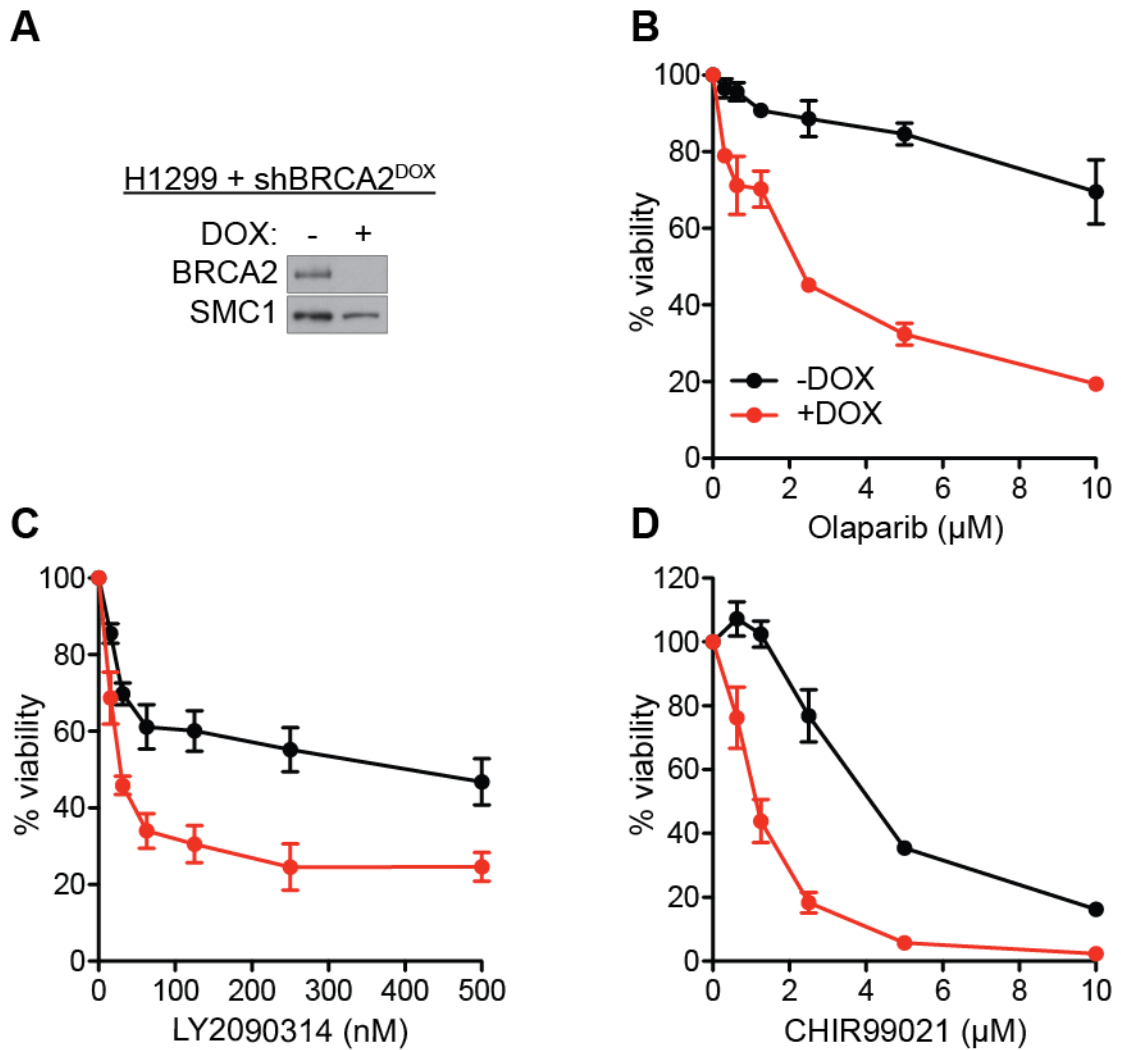 A
H1299 + shBRCA2DOX
DOX: - +
BRCA2
SMC1
B
100
80
60
40
20
0
% viability
-DOX
+DOX
0 2 4 6 8 10
Olaparib (µM)
C
100
80
60
40
20
0
% viability
0 100 200 300 400 500
LY2090314 (nM)
D
120
100
80
60
40
20
0
% viability
0 2 4 6 8 10
CHIR99021 (µM)